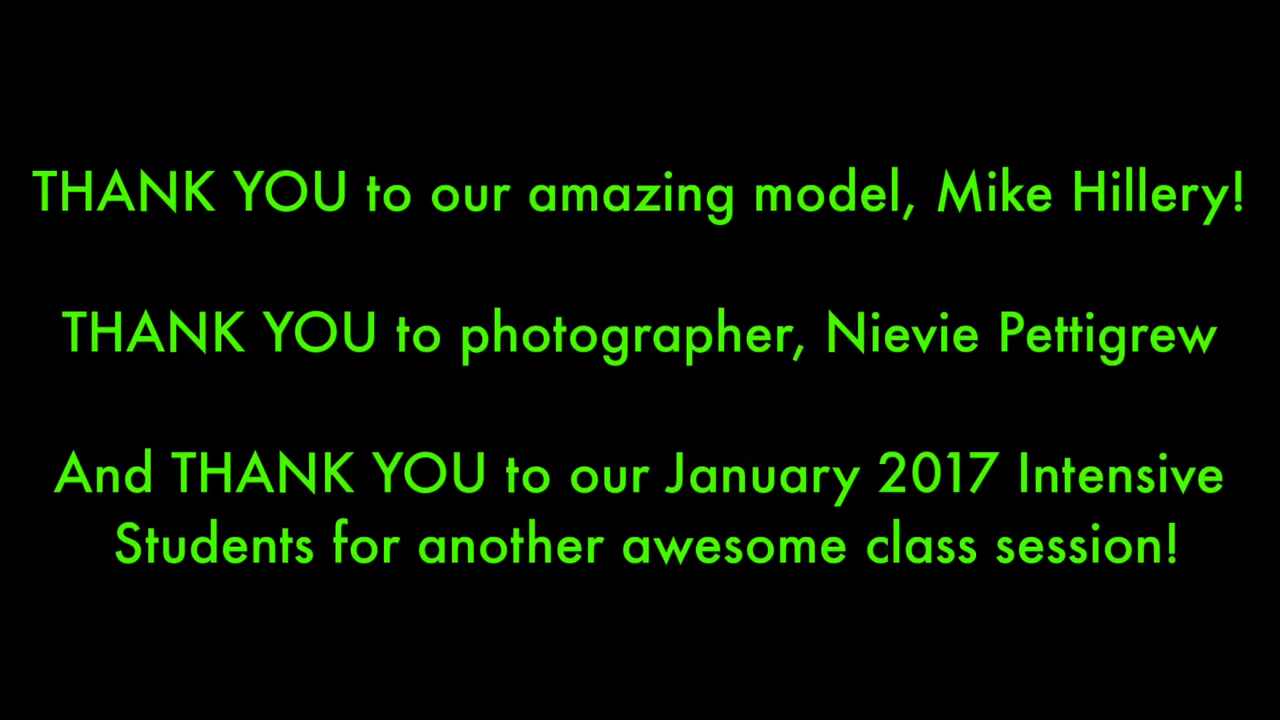 THANK YOU to our amazing model, Mike Hillery!
THANK YOU to photographer, Nievie Pettigrew
And THANK YOU to our January 2017 Intensive
Students for another awesome class session!